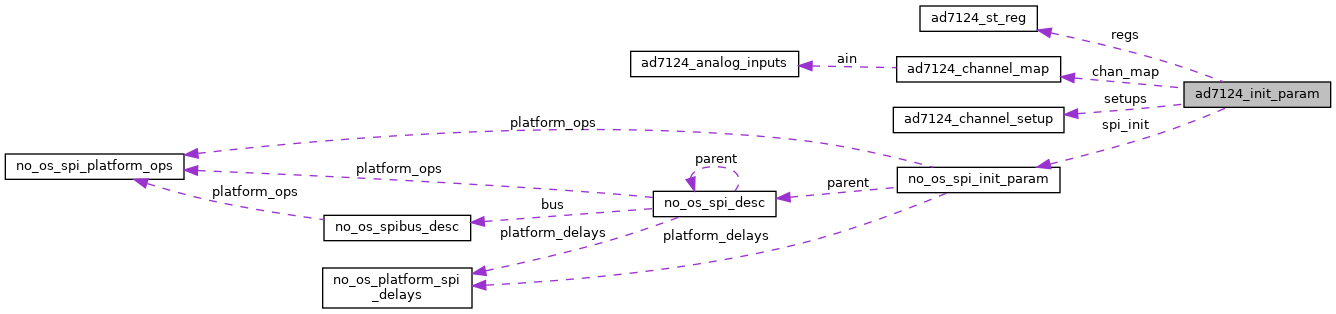 ad7124_st_reg
regs
ad7124_analog_inputs
ain
ad7124_channel_map
chan_map
ad7124_init_param
setups
ad7124_channel_setup
spi_init
platform_ops
no_os_spi_platform_ops
platform_ops
parent
platform_ops
parent
no_os_spi_init_param
no_os_spi_desc
bus
no_os_spibus_desc
platform_delays
platform_delays
no_os_platform_spi
_delays